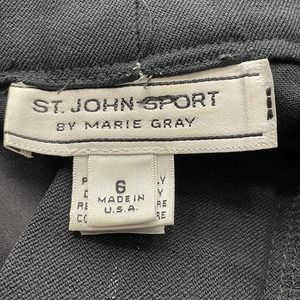 ST. JOHN SPORT
BY MARIE GRAY
6
MADE IN
U.S.A.